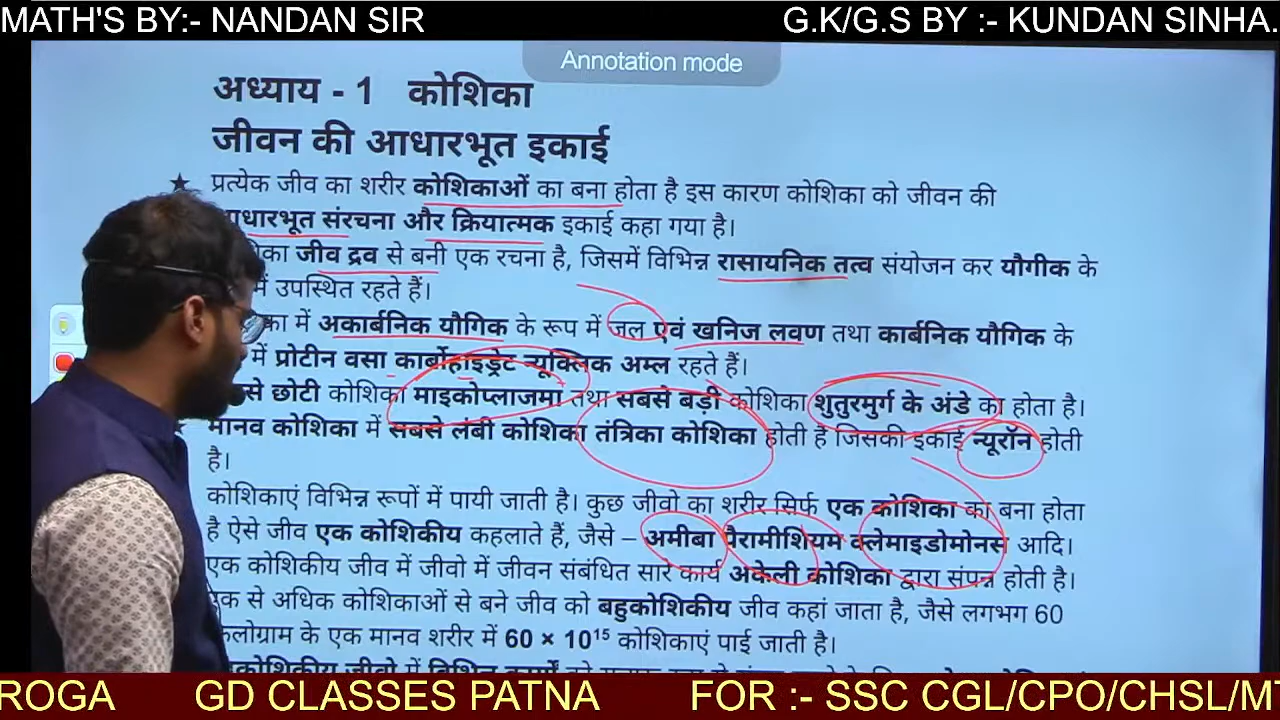 MATH'S BY:- NANDAN SIR G.K/G.S BY :- KUNDAN SINHA.
Annotation mode
अध्याय - 1 कोशिका
जीवन की आधारभूत इकाई
★ प्रत्येक जीव का शरीर कोशिकाओं का बना होता है इस कारण कोशिका को जीवन की
धारभूत संरचना और क्रियात्मक इकाई कहा गया है।
का जीव द्रव से बनी एक रचना है, जिसमें विभिन्न रासायनिक तत्व संयोजन कर यौगीक के
में उपस्थित रहते हैं।
का में अकार्बनिक यौगिक के रूप में जल एवं खनिज लवण तथा कार्बनिक यौगिक के
में प्रोटीन वसा कार्बोहाइड्रेट न्यूक्लिक अम्ल रहते हैं।
से छोटी कोशिका माइकोप्लाजमा तथा सबसे बड़ी कोशिका शुतुरमुर्ग के अंडे का होता है।
मानव कोशिका में सबसे लंबी कोशिका तंत्रिका कोशिका होती है जिसकी इकाई न्यूरॉन होती
है।
कोशिकाएं विभिन्न रूपों में पायी जाती है। कुछ जीवो का शरीर सिर्फ एक कोशिका का बना होता
है ऐसे जीव एक कोशिकीय कहलाते हैं, जैसे – अमीबा पैरामीशियम क्लेमाइडोमोनस आदि।
एक कोशिकीय जीव में जीवो में जीवन संबंधित सारे कार्य अकेली कोशिका द्वारा संपन्न होती है।
एक से अधिक कोशिकाओं से बने जीव को बहुकोशिकीय जीव कहां जाता है, जैसे लगभग 60
किलोग्राम के एक मानव शरीर में 60 × 10¹⁵ कोशिकाएं पाई जाती है।
ROGA GD CLASSES PATNA FOR :- SSC CGL/CPO/CHSL/MT